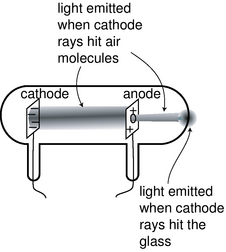 light emitted
when cathode
rays hit air
molecules
cathode
anode
+
+
light emitted
when cathode
rays hit the
glass